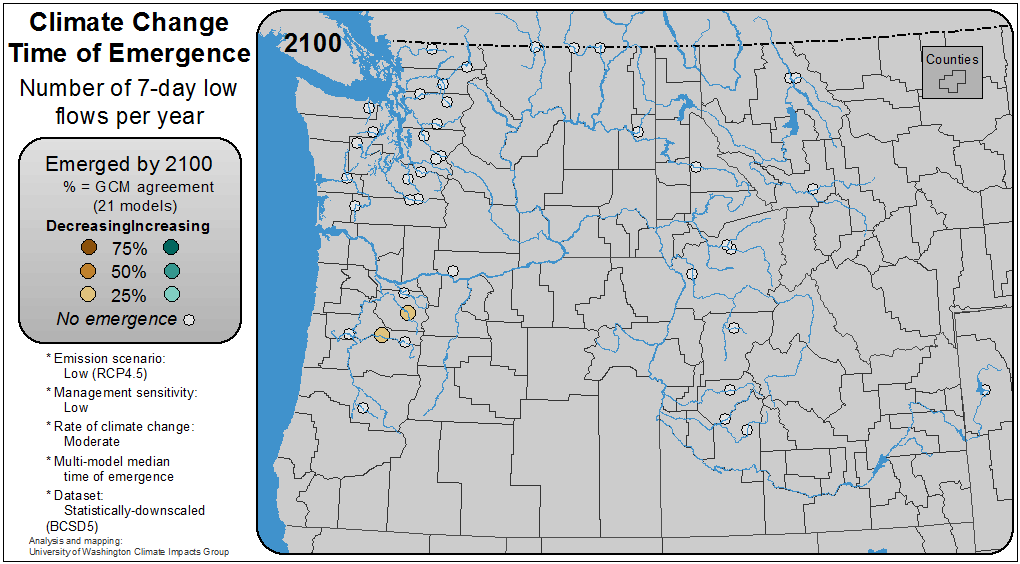 Climate Change
Time of Emergence
Number of 7-day low
flows per year
Emerged by 2100
% = GCM agreement
(21 models)
DecreasingIncreasing
75%
50%
25%
No emergence
* Emission scenario:
Low (RCP4.5)
* Management sensitivity:
Low
* Rate of climate change:
Moderate
* Multi-model median
time of emergence
* Dataset:
Statistically-downscaled
(BCSD5)
Analysis and mapping:
University of Washington Climate Impacts Group
2100
Counties